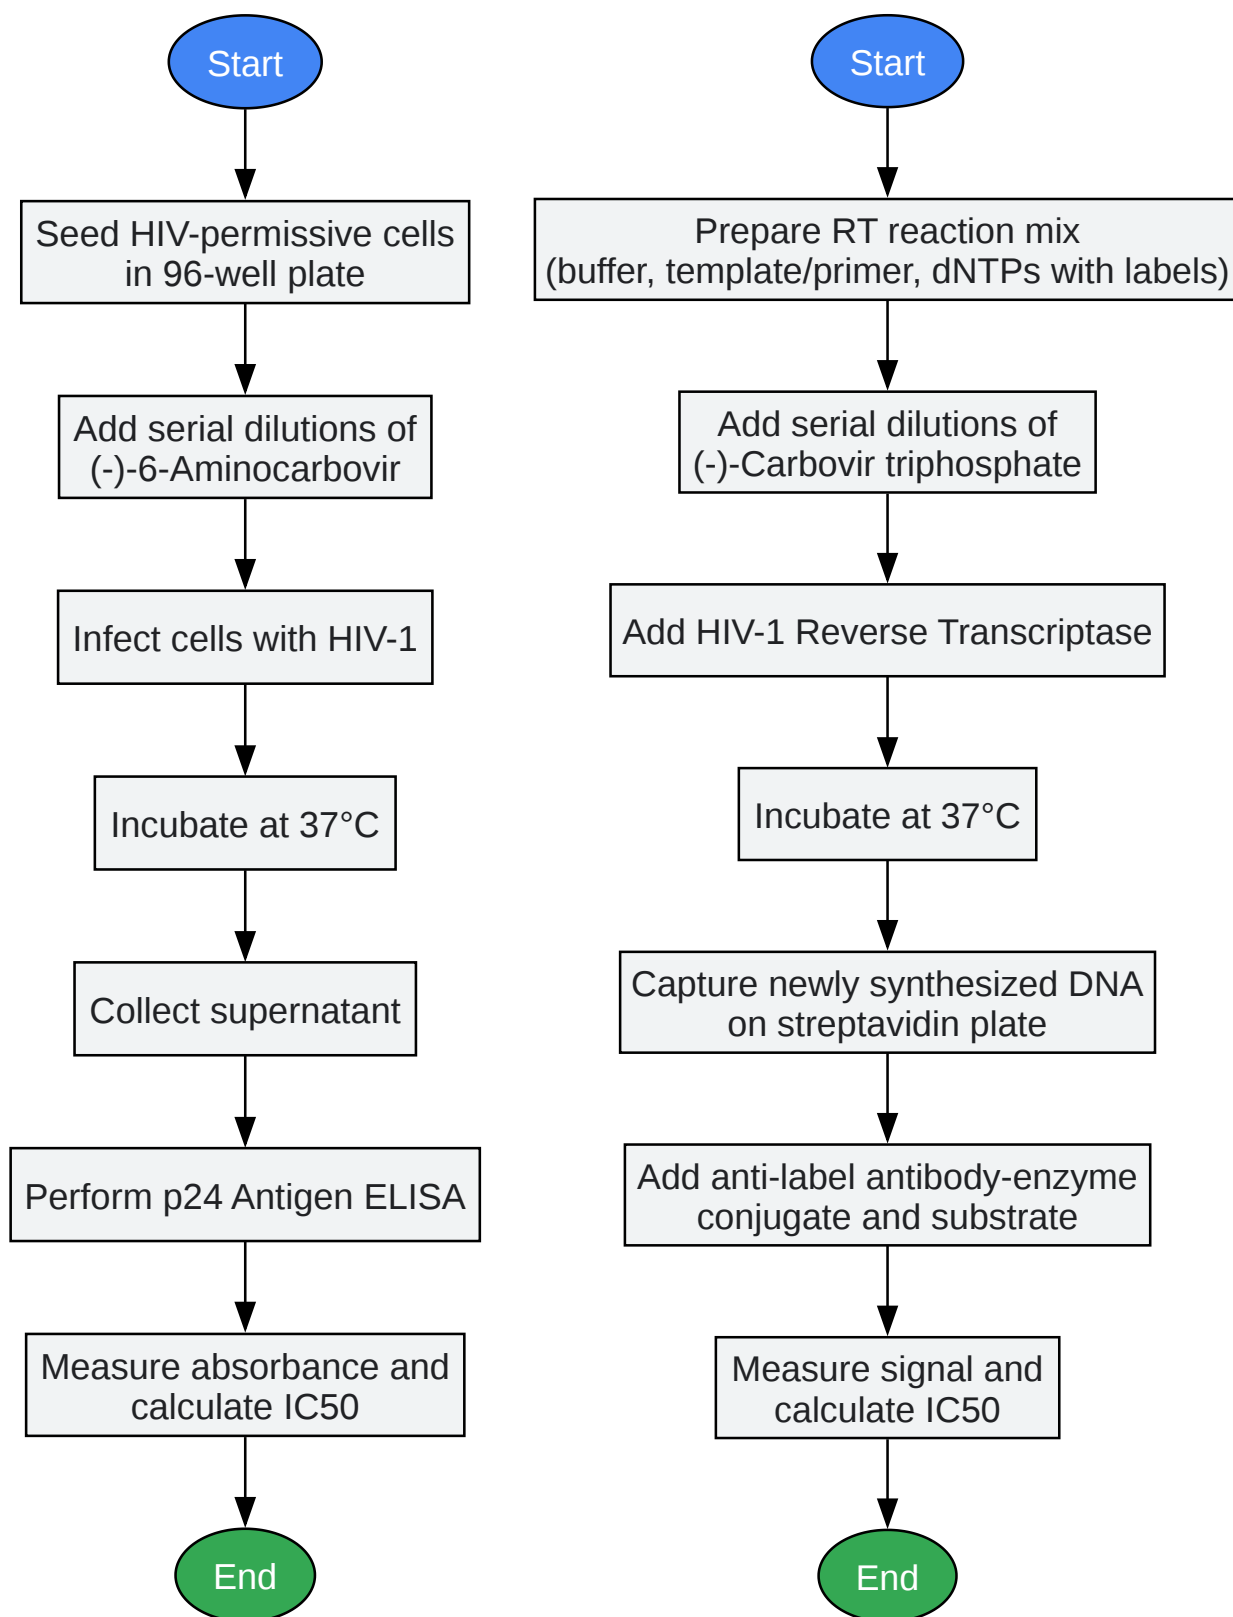 Start
Seed HIV-permissive cells
in 96-well plate
Add serial dilutions of
(-)-6-Aminocarbovir
Infect cells with HIV-1
Incubate at 37°C
Collect supernatant
Perform p24 Antigen ELISA
Measure absorbance and
calculate IC50
End
Start
Prepare RT reaction mix
(buffer, template/primer, dNTPs with labels)
Add serial dilutions of
(-)-Carbovir triphosphate
Add HIV-1 Reverse Transcriptase
Incubate at 37°C
Capture newly synthesized DNA
on streptavidin plate
Add anti-label antibody-enzyme
conjugate and substrate
Measure signal and
calculate IC50
End